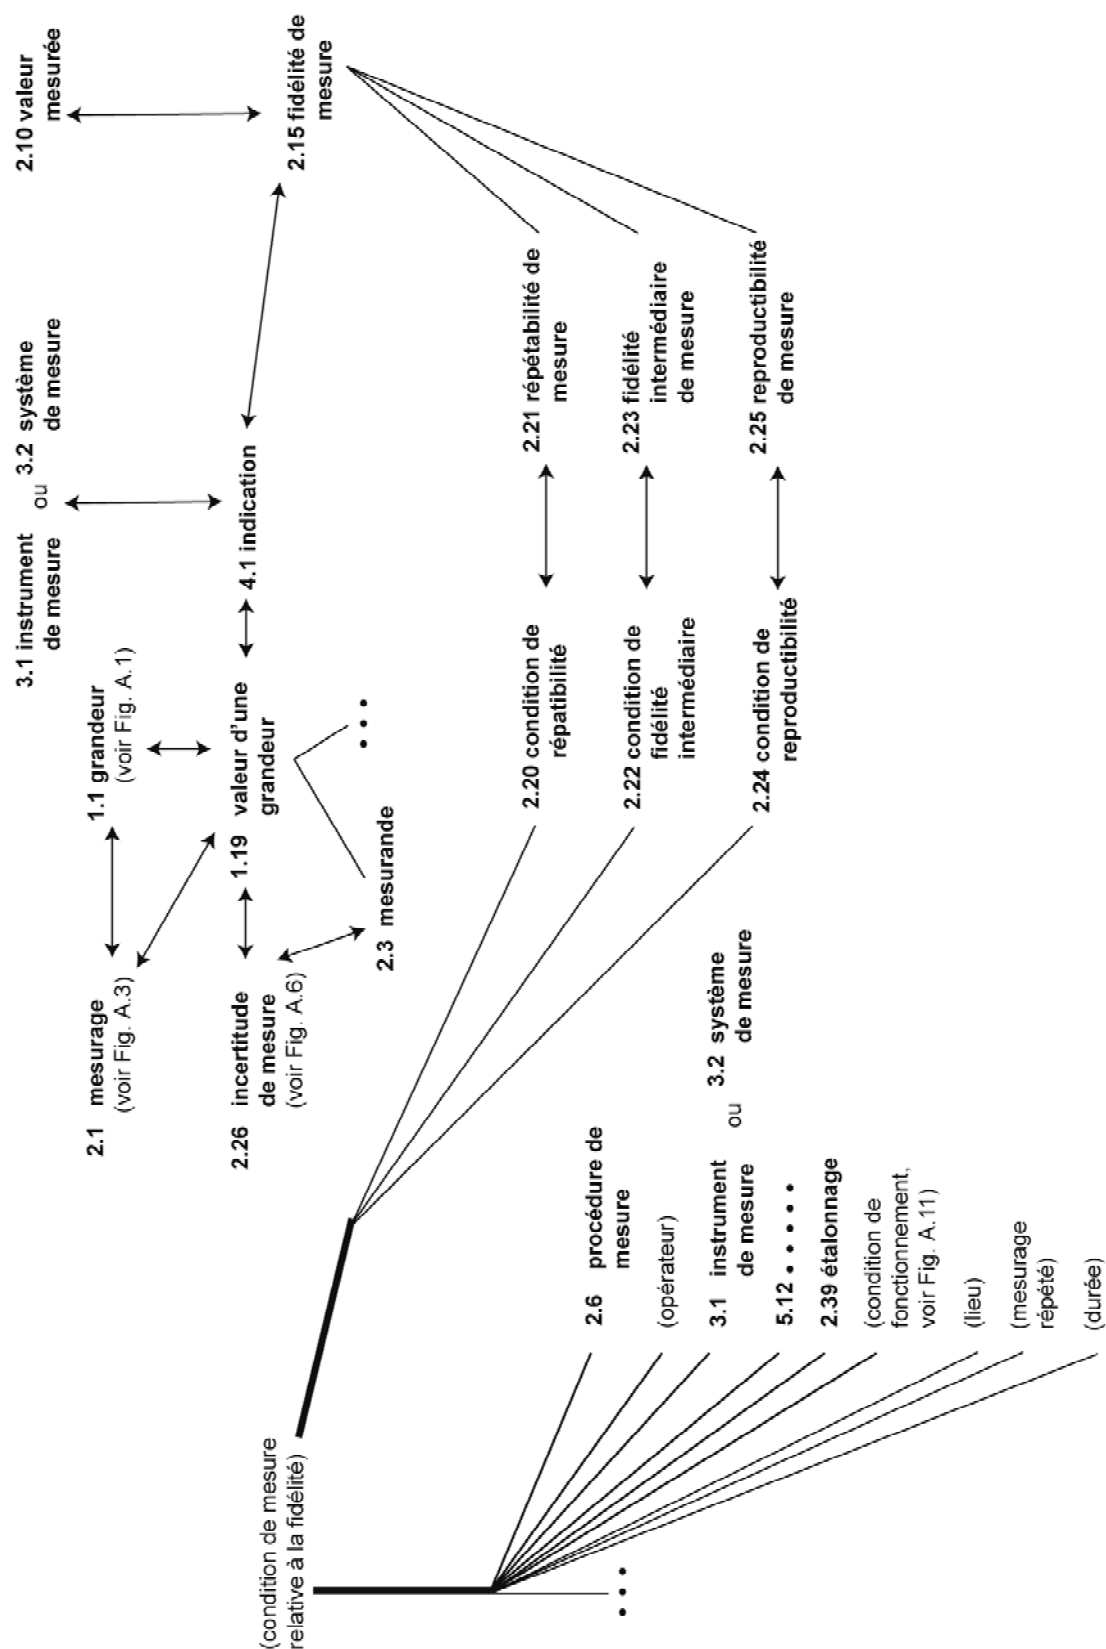 2.1 mesurage
(voir Fig. A.3)
1.1 grandeur
(voir Fig. A.1)
3.1 instrument
de mesure
ou
3.2 système
de mesure
2.10 valeur
mesurée
2.26 incertitude
de mesure
(voir Fig. A.6)
1.19 valeur d'une
grandeur
4.1 indication
2.15 fidélité de
mesure
2.3 mesurande
• • •
(condition de mesure
relative à la fidélité)
2.20 condition de
répatibilité
2.21 répétabilité de
mesure
2.22 condition de
fidélité
intermédiaire
2.23 fidélité
intermédiaire
de mesure
2.24 condition de
reproductibilité
2.25 reproductibilité
de mesure
2.6 procédure de
mesure
(opérateur)
3.1 instrument
de mesure
ou
3.2 système
de mesure
5.12 • • • • • •
2.39 étalonnage
(condition de
fonctionnement,
voir Fig. A.11)
(lieu)
(mesurage
répété)
(durée)
• • •